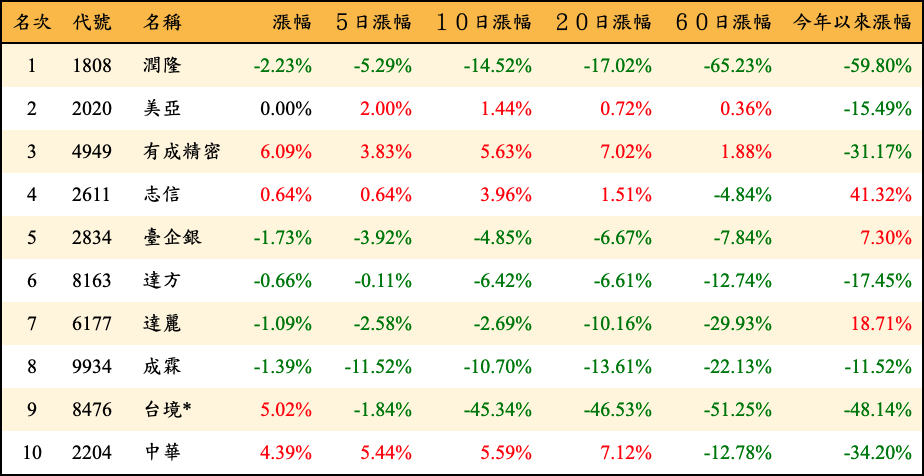 名次 代號 名稱 漲幅 5日漲幅 10日漲幅 20日漲幅 60日漲幅 今年以來漲幅
1 1808 潤隆 -2.23% -5.29% -14.52% -17.02% -65.23% -59.80%
2 2020 美亞 0.00% 2.00% 1.44% 0.72% 0.36% -15.49%
3 4949 有成精密 6.09% 3.83% 5.63% 7.02% 1.88% -31.17%
4 2611 志信 0.64% 0.64% 3.96% 1.51% -4.84% 41.32%
5 2834 臺企銀 -1.73% -3.92% -4.85% -6.67% -7.84% 7.30%
6 8163 達方 -0.66% -0.11% -6.42% -6.61% -12.74% -17.45%
7 6177 達麗 -1.09% -2.58% -2.69% -10.16% -29.93% 18.71%
8 9934 成霖 -1.39% -11.52% -10.70% -13.61% -22.13% -11.52%
9 8476 台境* 5.02% -1.84% -45.34% -46.53% -51.25% -48.14%
10 2204 中華 4.39% 5.44% 5.59% 7.12% -12.78% -34.20%